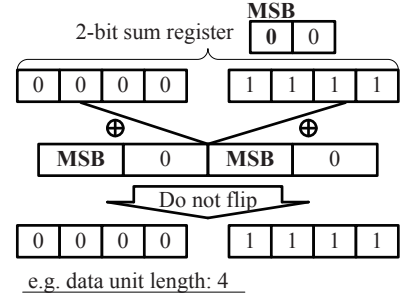 MSB
2-bit sum register 0 0
0 0 0 0 1 1 1 1
⊕ ⊕
MSB 0 MSB 0
Do not flip
0 0 0 0 1 1 1 1
e.g. data unit length: 4